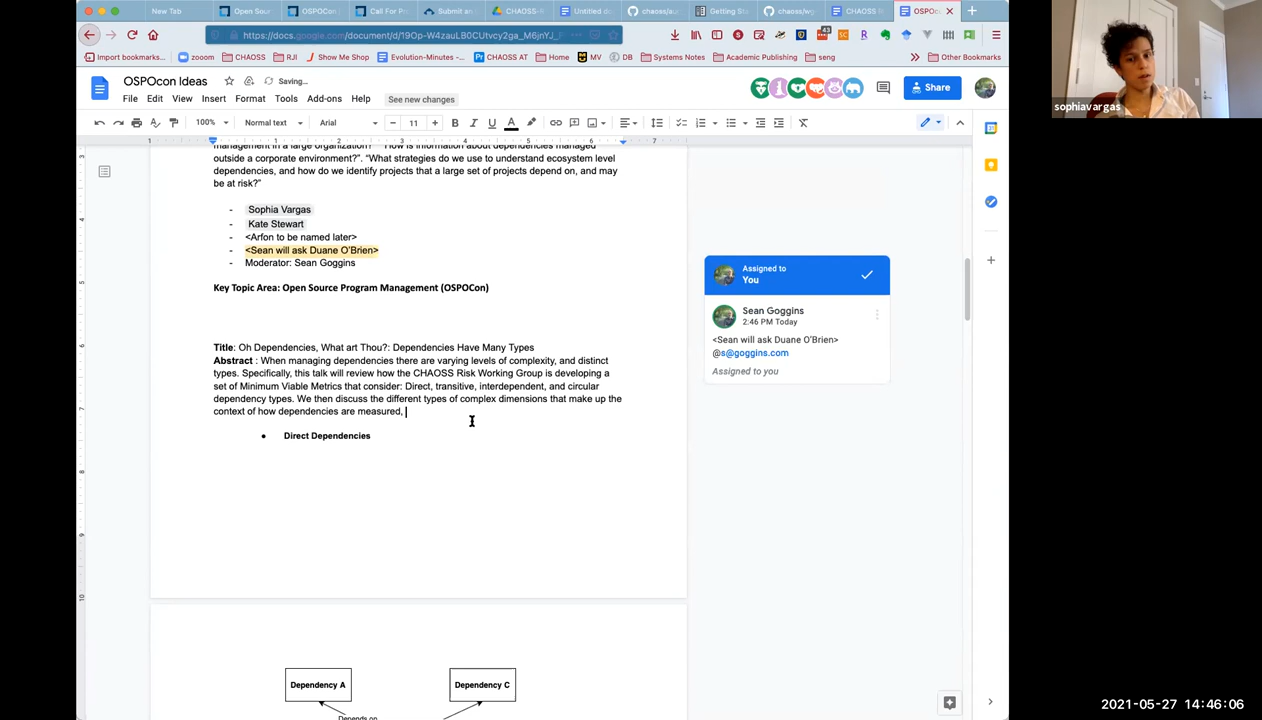 New Tab
Open Sour
OSPOCon
Call For Pr
Submit an
CHAOSS-
Untitled do
chaoss/au
Getting Sta
chaoss/wg
CHAOSS
OSPOc
Import bookmarks...
zooom
CHAOSS
RJI
Show Me Shop
Evolution-Minutes -...
CHAOSS AT
Home
MV
DB
Systems Notes
Academic Publishing
seng
Other Bookmarks
OSPOcon Ideas
Saving...
File Edit View Insert Format Tools Add-ons Help
See new changes
Share
100%
Normal text
Arial
11
outside a corporate environment?". "What strategies do we use to understand ecosystem level
dependencies, and how do we identify projects that a large set of projects depend on, and may
be at risk?"
- Sophia Vargas
- Kate Stewart
- <Arfon to be named later>
- <Sean will ask Duane O'Brien>
- Moderator: Sean Goggins
Key Topic Area: Open Source Program Management (OSPOCon)
Title: Oh Dependencies, What art Thou?: Dependencies Have Many Types
Abstract : When managing dependencies there are varying levels of complexity, and distinct
types. Specifically, this talk will review how the CHAOSS Risk Working Group is developing a
set of Minimum Viable Metrics that consider: Direct, transitive, interdependent, and circular
dependency types. We then discuss the different types of complex dimensions that make up the
context of how dependencies are measured,
● Direct Dependencies
Dependency A
Dependency C
Depends on
Assigned to
You
Sean Goggins
2:46 PM Today
<Sean will ask Duane O'Brien>
@s@goggins.com
Assigned to you
sophiavargas
2021-05-27 14:46:06